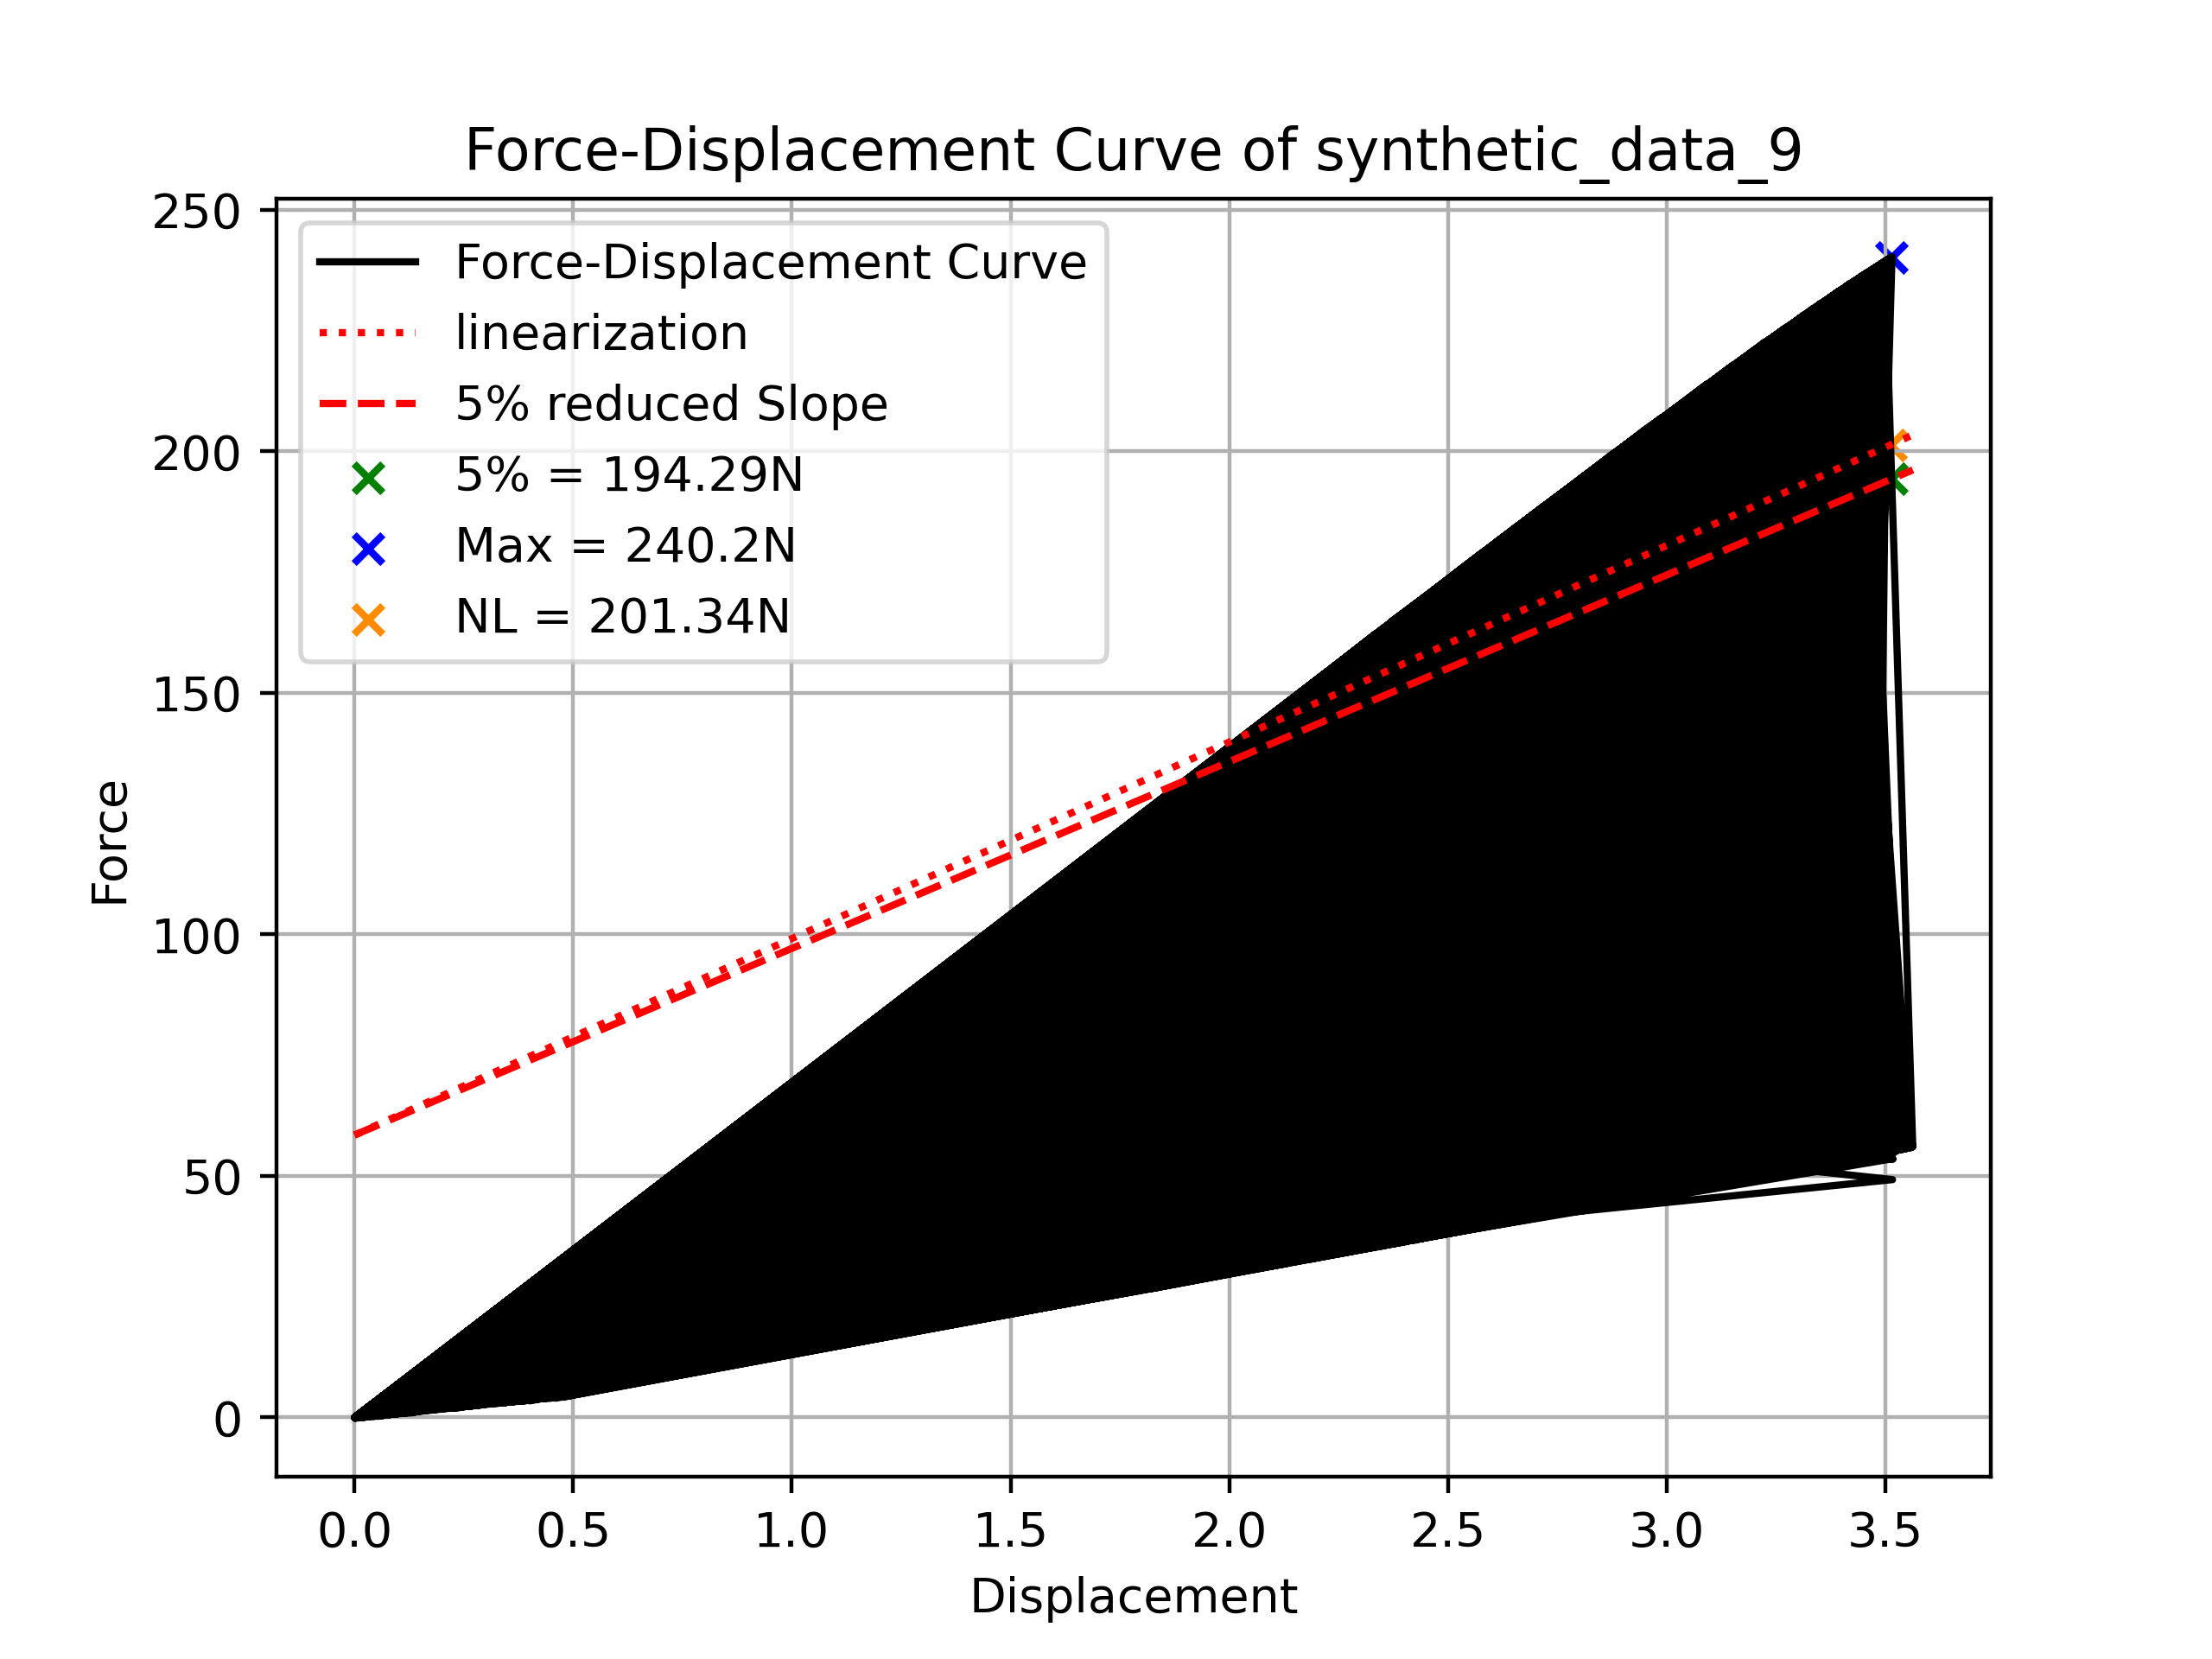 Force-Displacement Curve of synthetic_data_9
250
200
150
100
50
0
Force
Force-Displacement Curve
linearization
5% reduced Slope
5% = 194.29N
Max = 240.2N
NL = 201.34N
0.0 0.5 1.0 1.5 2.0 2.5 3.0 3.5
Displacement